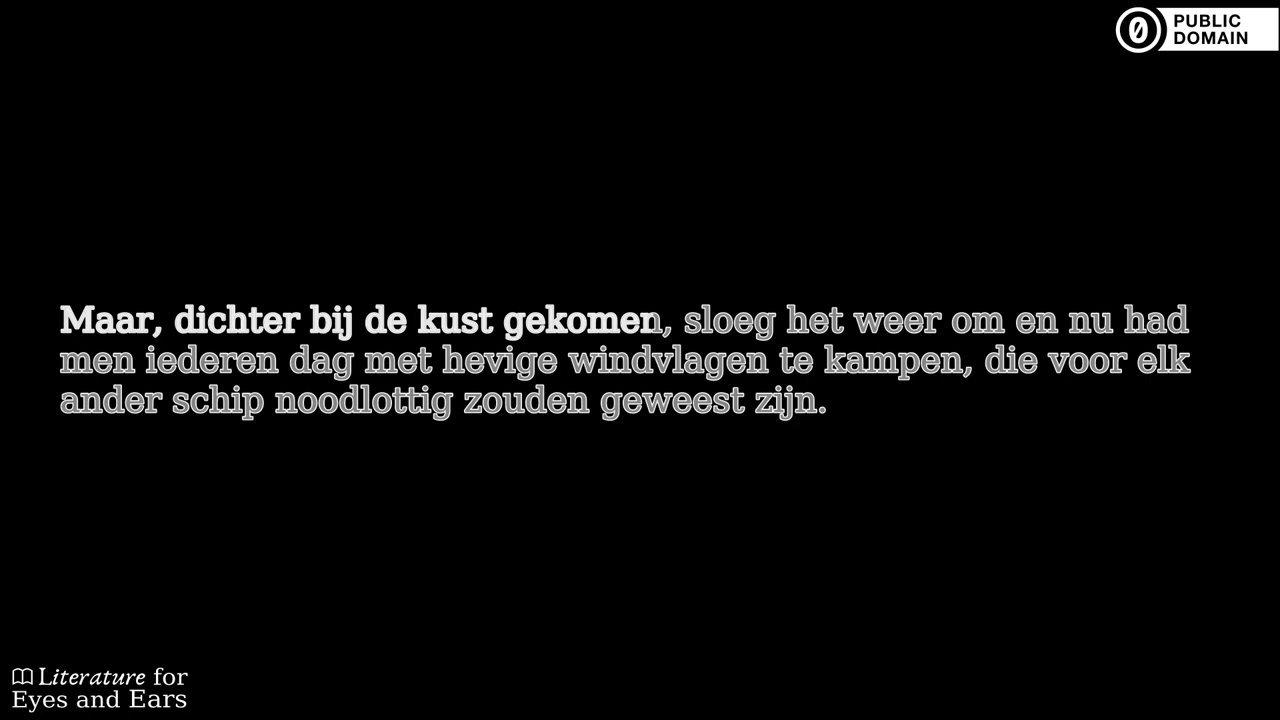 PUBLIC
DOMAIN
Maar, dichter bij de kust gekomen, sloeg het weer om en nu had
men iederen dag met hevige windvlagen te kampen, die voor elk
ander schip noodlottig zouden geweest zijn.
Literature for
Eyes and Ears